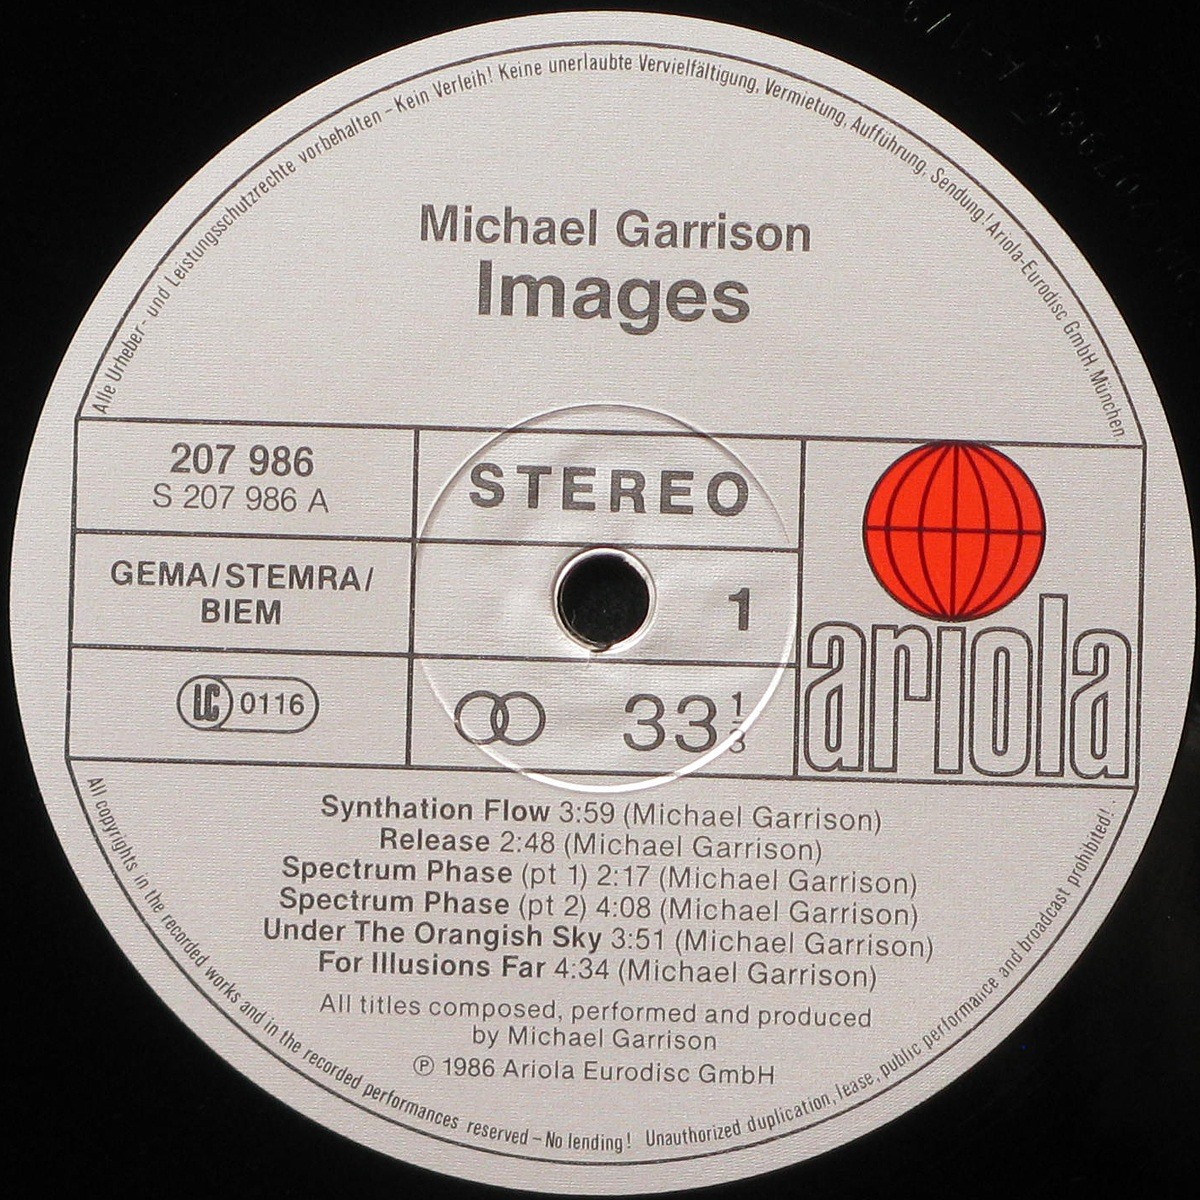 Alle Urheber- und Leistungsschutzrechte vorbehalten – Kein Verleih! Keine unerlaubte Vervielfältigung, Vermietung, Aufführung, Sendung! Ariola-Eurodisc GmbH, München.
Michael Garrison
Images
207 986
S 207 986 A
STEREO
GEMA/STEMRA/
BIEM
1
LC 0116
33 1/3
ariola
Synthation Flow 3:59 (Michael Garrison)
Release 2:48 (Michael Garrison)
Spectrum Phase (pt 1) 2:17 (Michael Garrison)
Spectrum Phase (pt 2) 4:08 (Michael Garrison)
Under The Orangish Sky 3:51 (Michael Garrison)
For Illusions Far 4:34 (Michael Garrison)
All titles composed, performed and produced
by Michael Garrison
℗ 1986 Ariola Eurodisc GmbH
All copyrights in the recorded works and in the recorded performances reserved – No lending! Unauthorized duplication, lease, public performance and broadcast prohibited!